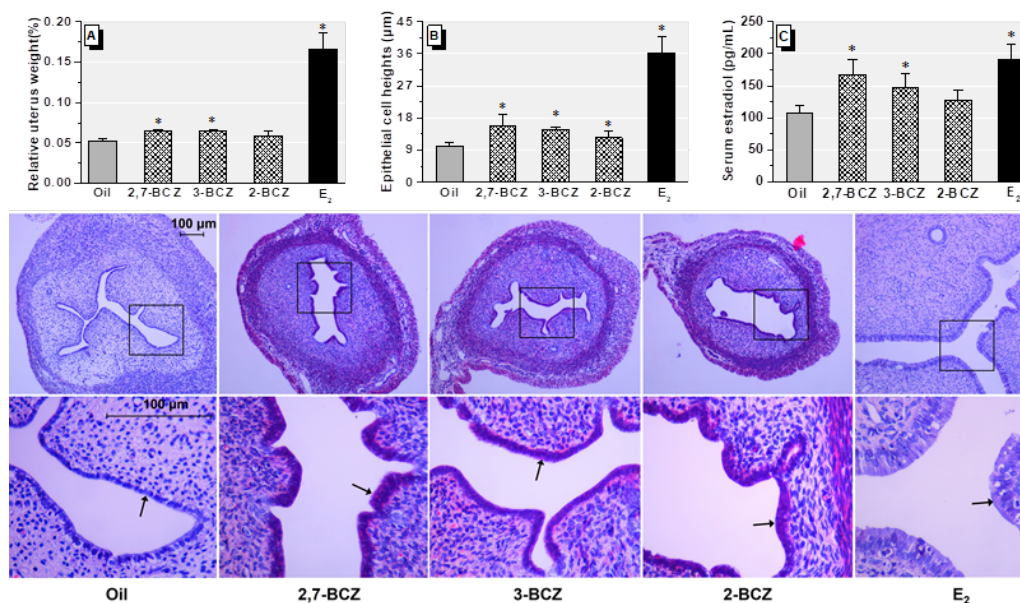 A
Relative uterus weight(%)
0.20
0.15
0.10
0.05
0.00
*
*
*
Oil
2,7-BCZ
3-BCZ
2-BCZ
E2
B
Epithelial cell heights (µm)
45
36
27
18
9
0
*
*
*
*
Oil
2,7-BCZ
3-BCZ
2-BCZ
E2
C
Serum estradiol (pg/mL)
250
200
150
100
50
0
*
*
*
Oil
2,7-BCZ
3-BCZ
2-BCZ
E2
100 µm
100 µm
Oil
2,7-BCZ
3-BCZ
2-BCZ
E2